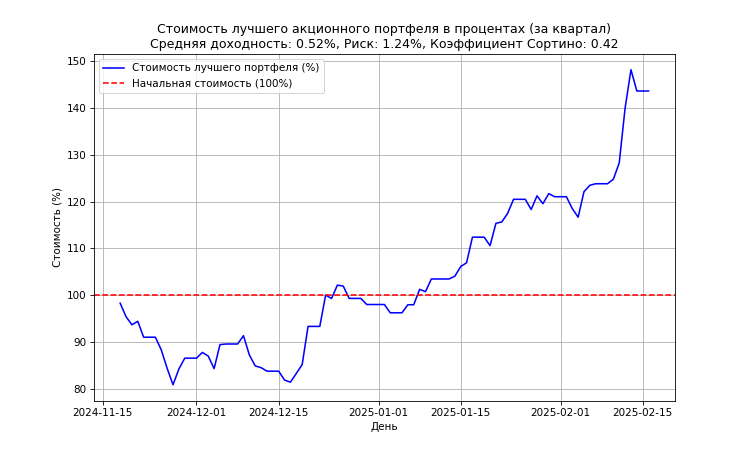 Стоимость лучшего акционного портфеля в процентах (за квартал)
Средняя доходность: 0.52%, Риск: 1.24%, Коэффициент Сортино: 0.42
Стоимость лучшего портфеля (%)
Начальная стоимость (100%)
Стоимость (%)
150
140
130
120
110
100
90
80
2024-11-15 2024-12-01 2024-12-15 2025-01-01 2025-01-15 2025-02-01 2025-02-15
День